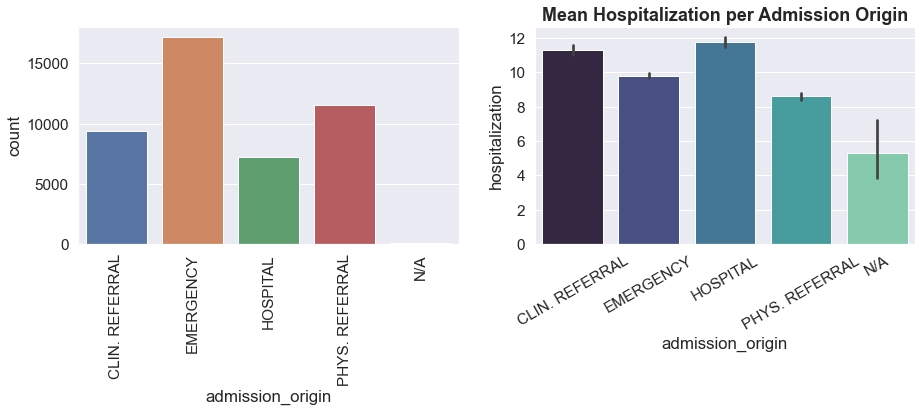 15000
10000
5000
0
count
CLIN. REFERRAL
EMERGENCY
HOSPITAL
PHYS. REFERRAL
N/A
admission_origin
Mean Hospitalization per Admission Origin
12
10
8
6
4
2
0
hospitalization
CLIN. REFERRAL
EMERGENCY
HOSPITAL
PHYS. REFERRAL
N/A
admission_origin